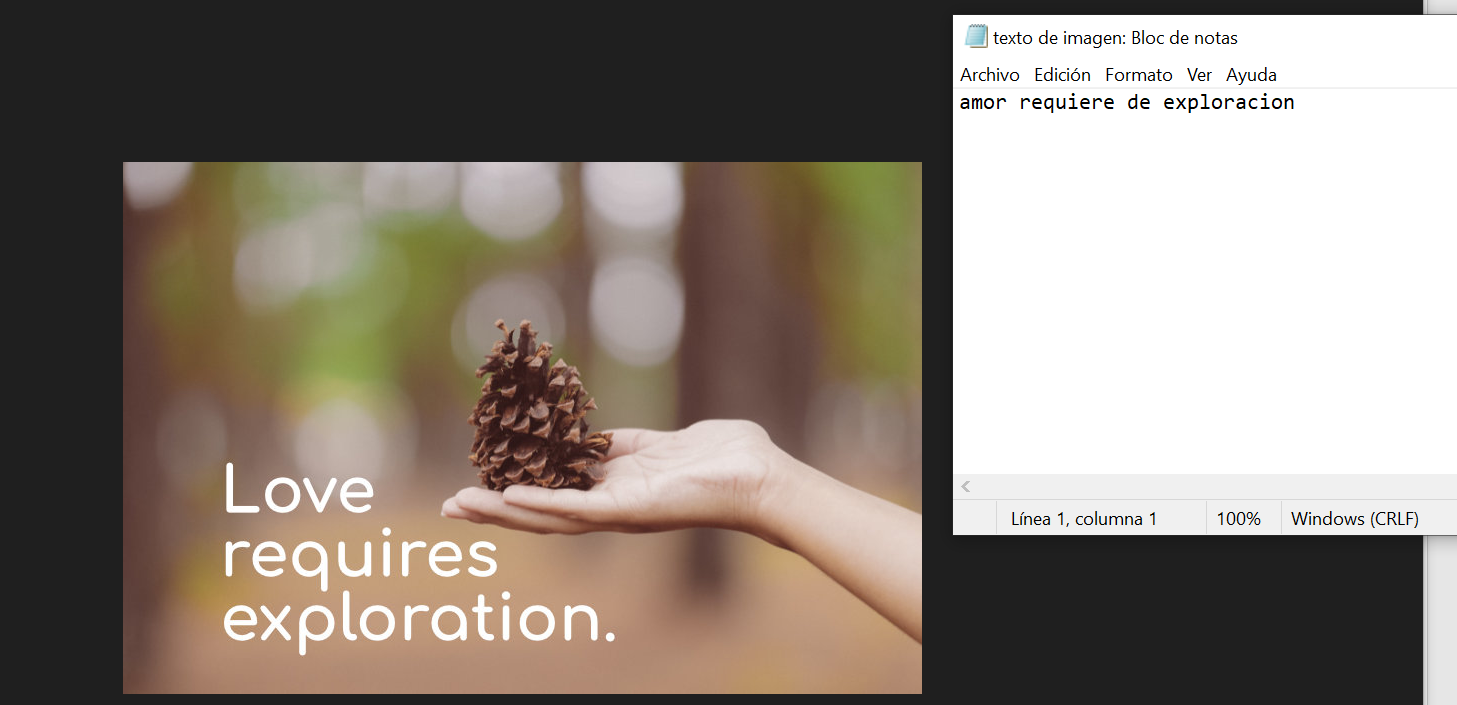 texto de imagen: Bloc de notas
Archivo Edición Formato Ver Ayuda
amor requiere de exploracion
Love
requires
exploration.
Línea 1, columna 1 100% Windows (CRLF)